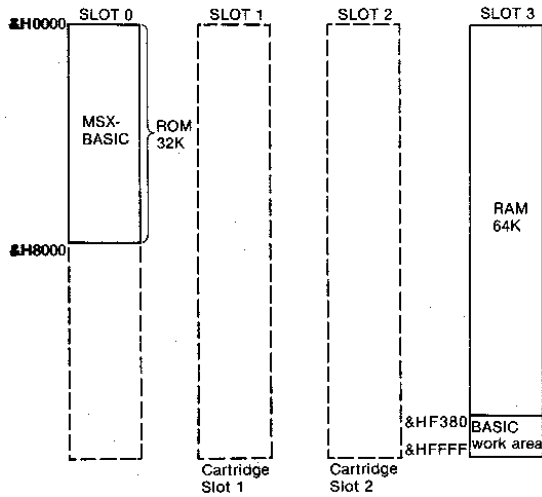 SLOT 0
SLOT 1
SLOT 2
SLOT 3
&H0000
MSX-
BASIC
ROM
32K
RAM
64K
&H8000
&HF380
BASIC
work area
&HFFFF
Cartridge
Slot 1
Cartridge
Slot 2